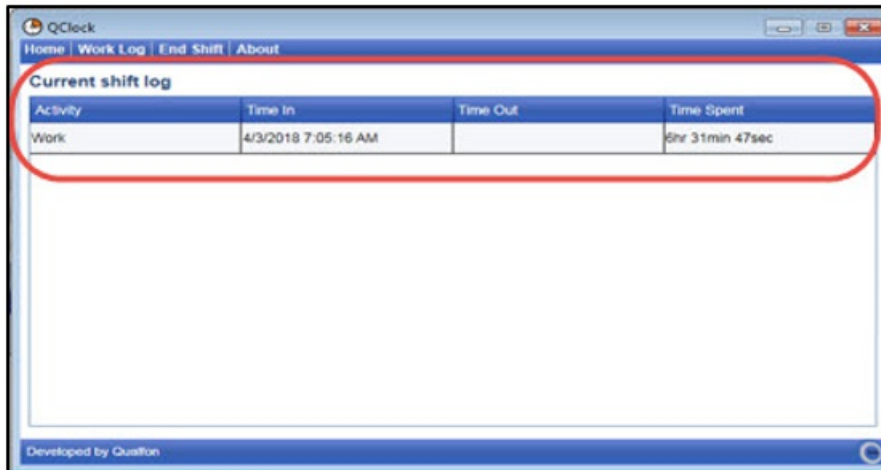 QClock
Home | Work Log | End Shift | About
Current shift log
Activity Time In Time Out Time Spent
Work 4/3/2018 7:05:16 AM 6hr 31min 47sec
Developed by Qualfon